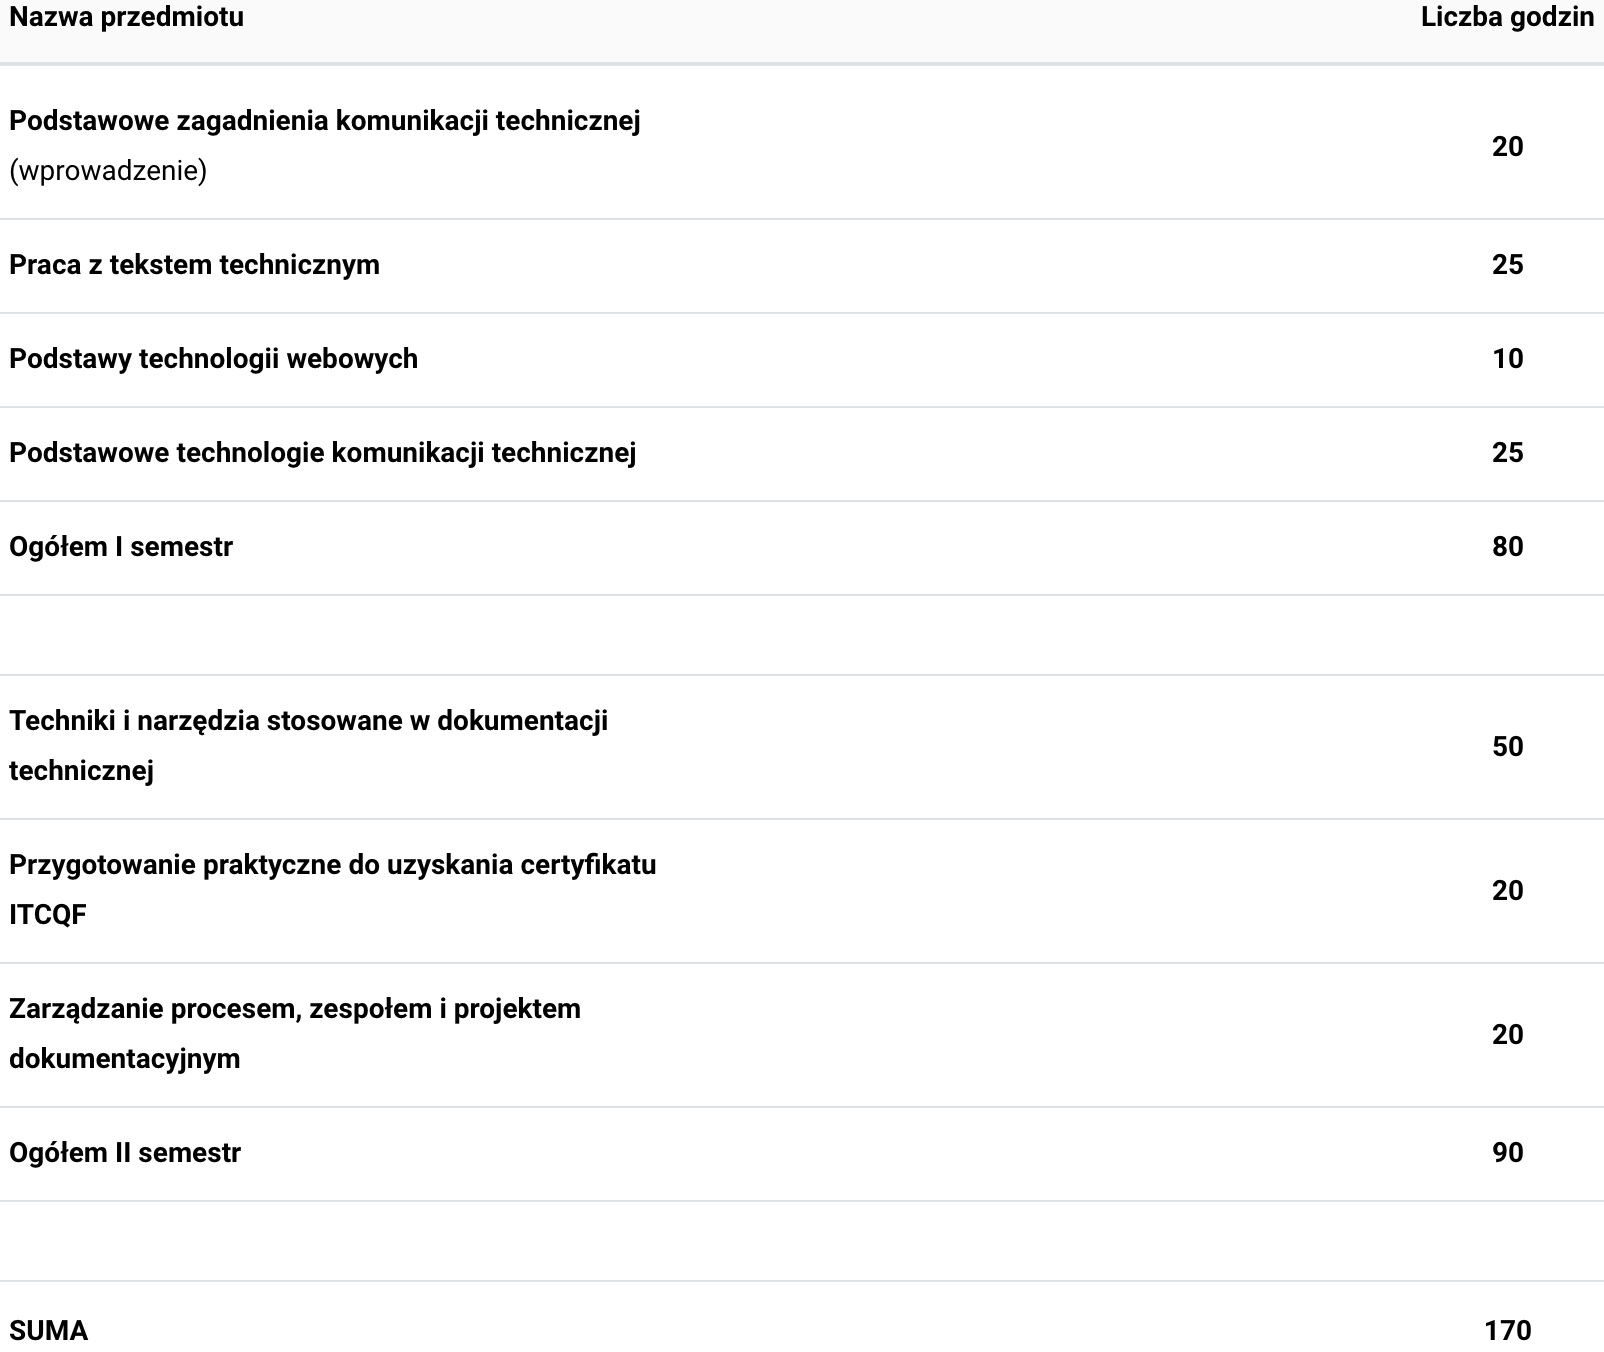 Nazwa przedmiotu Liczba godzin
Podstawowe zagadnienia komunikacji technicznej
(wprowadzenie)
20
Praca z tekstem technicznym 25
Podstawy technologii webowych 10
Podstawowe technologie komunikacji technicznej 25
Ogółem I semestr 80
Techniki i narzędzia stosowane w dokumentacji
technicznej
50
Przygotowanie praktyczne do uzyskania certyfikatu
ITCQF
20
Zarządzanie procesem, zespołem i projektem
dokumentacyjnym
20
Ogółem II semestr 90
SUMA 170